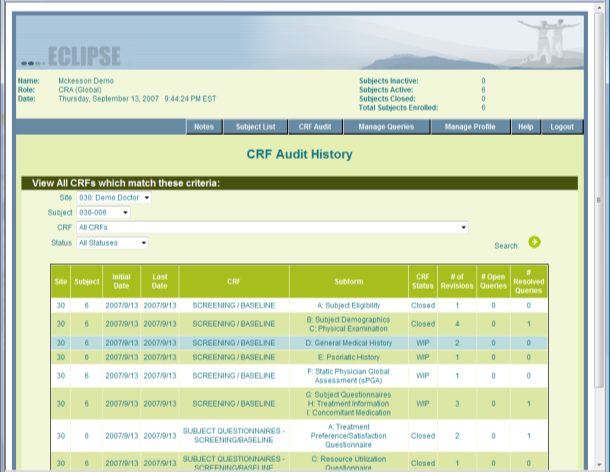 ECLIPSE
Name: Mckesson Demo
Role: CRA (Global)
Date: Thursday, September 13, 2007 9:44:24 PM EST
Subjects Inactive: 0
Subjects Active: 6
Subjects Closed: 0
Total Subjects Enrolled: 6
Notes Subject List CRF Audit Manage Queries Manage Profile Help Logout
CRF Audit History
View All CRFs which match these criteria:
Site 030: Demo Doctor
Subject 030-006
CRF All CRFs
Status All Statuses
Search:
Site Subject Initial Date Last Date CRF Subform CRF Status # of Revisions # Open Queries # Resolved Queries
30 6 2007/9/13 2007/9/13 SCREENING / BASELINE A: Subject Eligibility Closed 1 0 0
30 6 2007/9/13 2007/9/13 SCREENING / BASELINE B: Subject Demographics C: Physical Examination Closed 4 0 1
30 6 2007/9/13 2007/9/13 SCREENING / BASELINE D: General Medical History WIP 2 0 0
30 6 2007/9/13 2007/9/13 SCREENING / BASELINE E: Psoriatic History WIP 1 0 0
30 6 2007/9/13 2007/9/13 SCREENING / BASELINE F: Static Physician Global Assessment (sPGA) WIP 1 0 0
30 6 2007/9/13 2007/9/13 SCREENING / BASELINE G: Subject Questionnaires H: Treatment Information I: Concomitant Medication WIP 3 0 1
30 6 2007/9/13 2007/9/13 SUBJECT QUESTIONNAIRES - SCREENING/BASELINE A: Treatment Preference/Satisfaction Questionnaire Closed 2 0 1
30 6 2007/9/13 2007/9/13 SUBJECT QUESTIONNAIRES - SCREENING/BASELINE C: Resource Utilization Questionnaire Closed 1 0 0